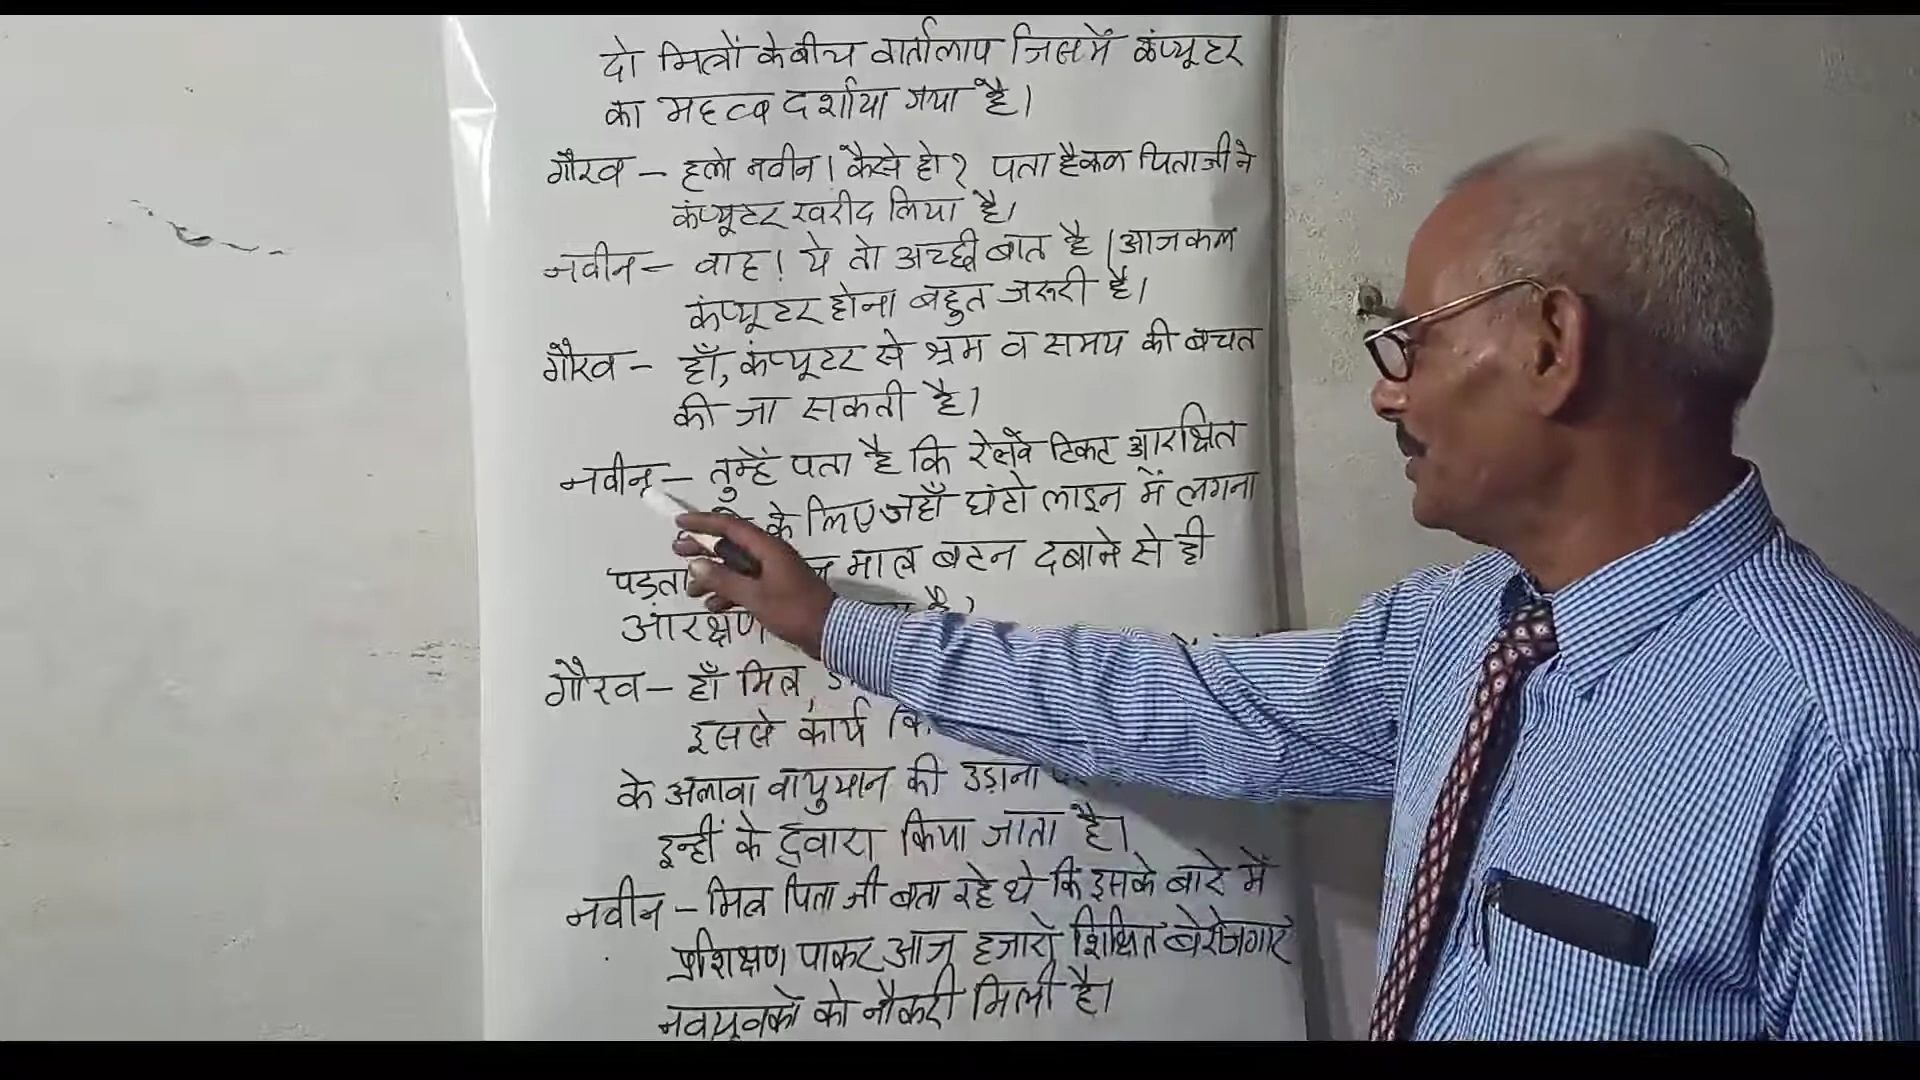 दो मित्रों के बीच वार्तालाप जिसमें कंप्यूटर
का महत्व दर्शाया गया है।
गौरव – हलो नवीन। कैसे हो? पता है कल पिताजी ने
कंप्यूटर खरीद लिया है।
नवीन – वाह! ये तो अच्छी बात है। आजकल
कंप्यूटर होना बहुत जरूरी है।
गौरव – हाँ, कंप्यूटर से श्रम व समय की बचत
की जा सकती है।
नवीन – तुम्हें पता है कि रेलवे टिकट आरक्षित
के लिए जहाँ घंटो लाइन में लगना
पड़ता मात्र बटन दबाने से ही
आरक्षण है।
गौरव – हाँ मित्र,
इससे कार्य
के अलावा वायुयान की उड़ाना
इन्हीं के द्वारा किया जाता है।
नवीन – मित्र पिता जी बता रहे थे कि इसके बारे में
प्रशिक्षण पाकर आज हजारों शिक्षित बेरोजगार
नवयुवकों को नौकरी मिली है।